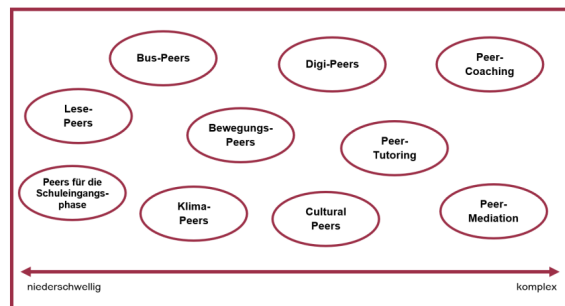 Bus-Peers
Digi-Peers
Peer-
Coaching
Lese-
Peers
Bewegungs-
Peers
Peer-
Tutoring
Peers für die
Schuleingangs-
phase
Klima-
Peers
Cultural
Peers
Peer-
Mediation
niederschwellig
komplex